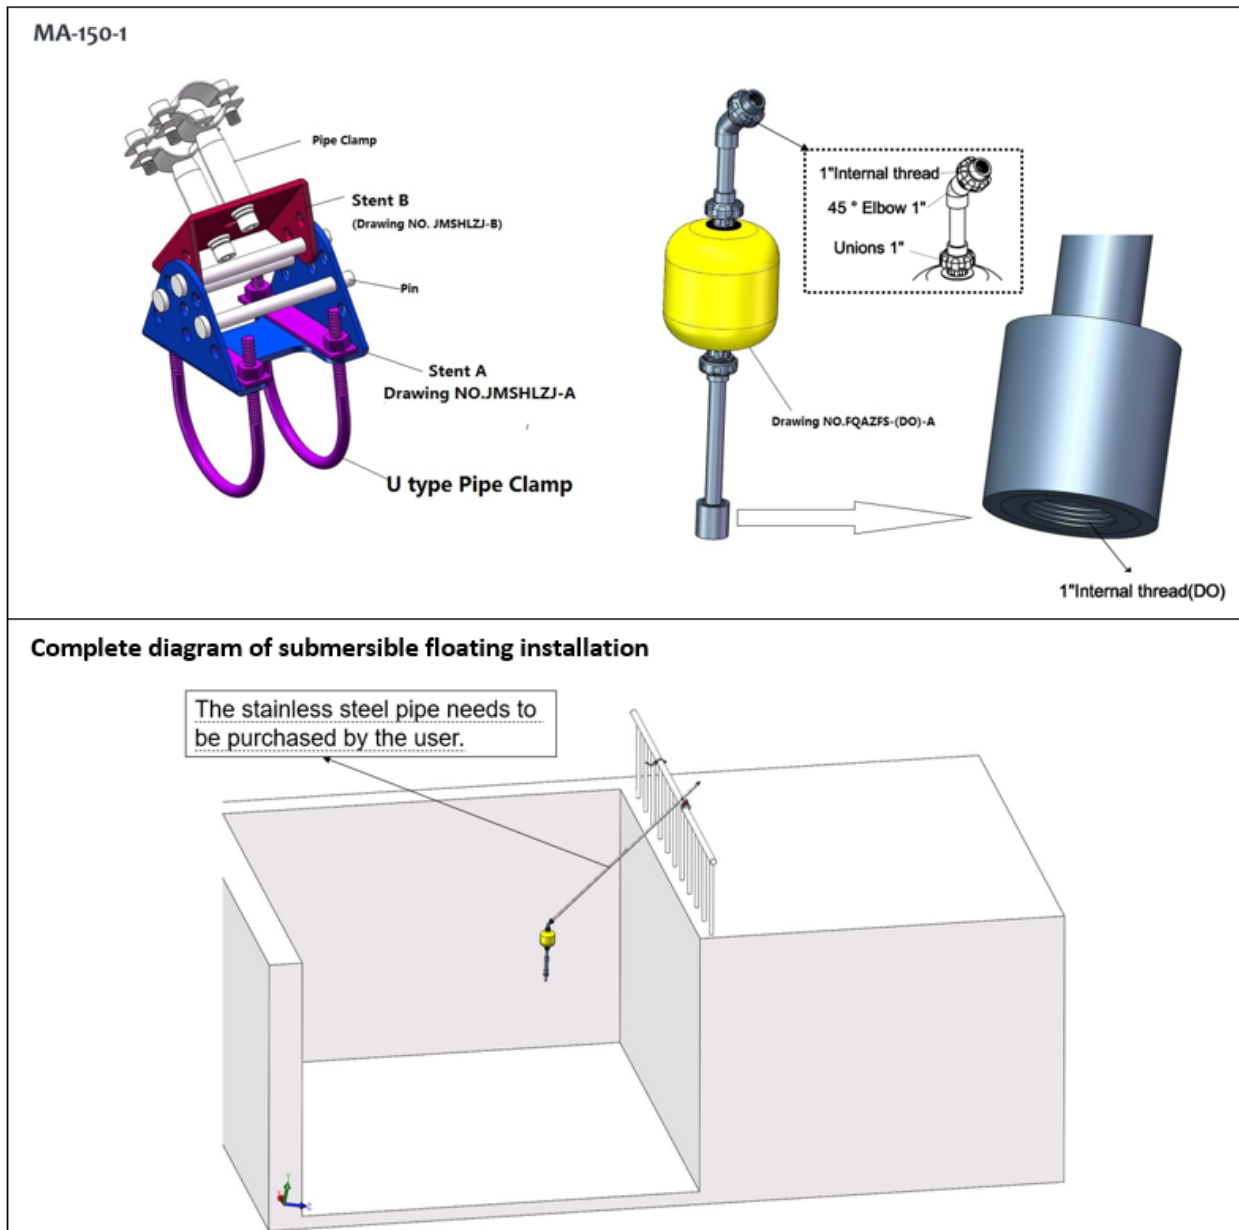 MA-150-1
Pipe Clamp
Stent B
(Drawing NO. JMSHLZJ-B)
Pin
Stent A
Drawing NO.JMSHLZJ-A
U type Pipe Clamp
1"Internal thread
45 ° Elbow 1"
Unions 1"
Drawing NO.FQAZFS-(DO)-A
1"Internal thread(DO)
Complete diagram of submersible floating installation
The stainless steel pipe needs to
be purchased by the user.